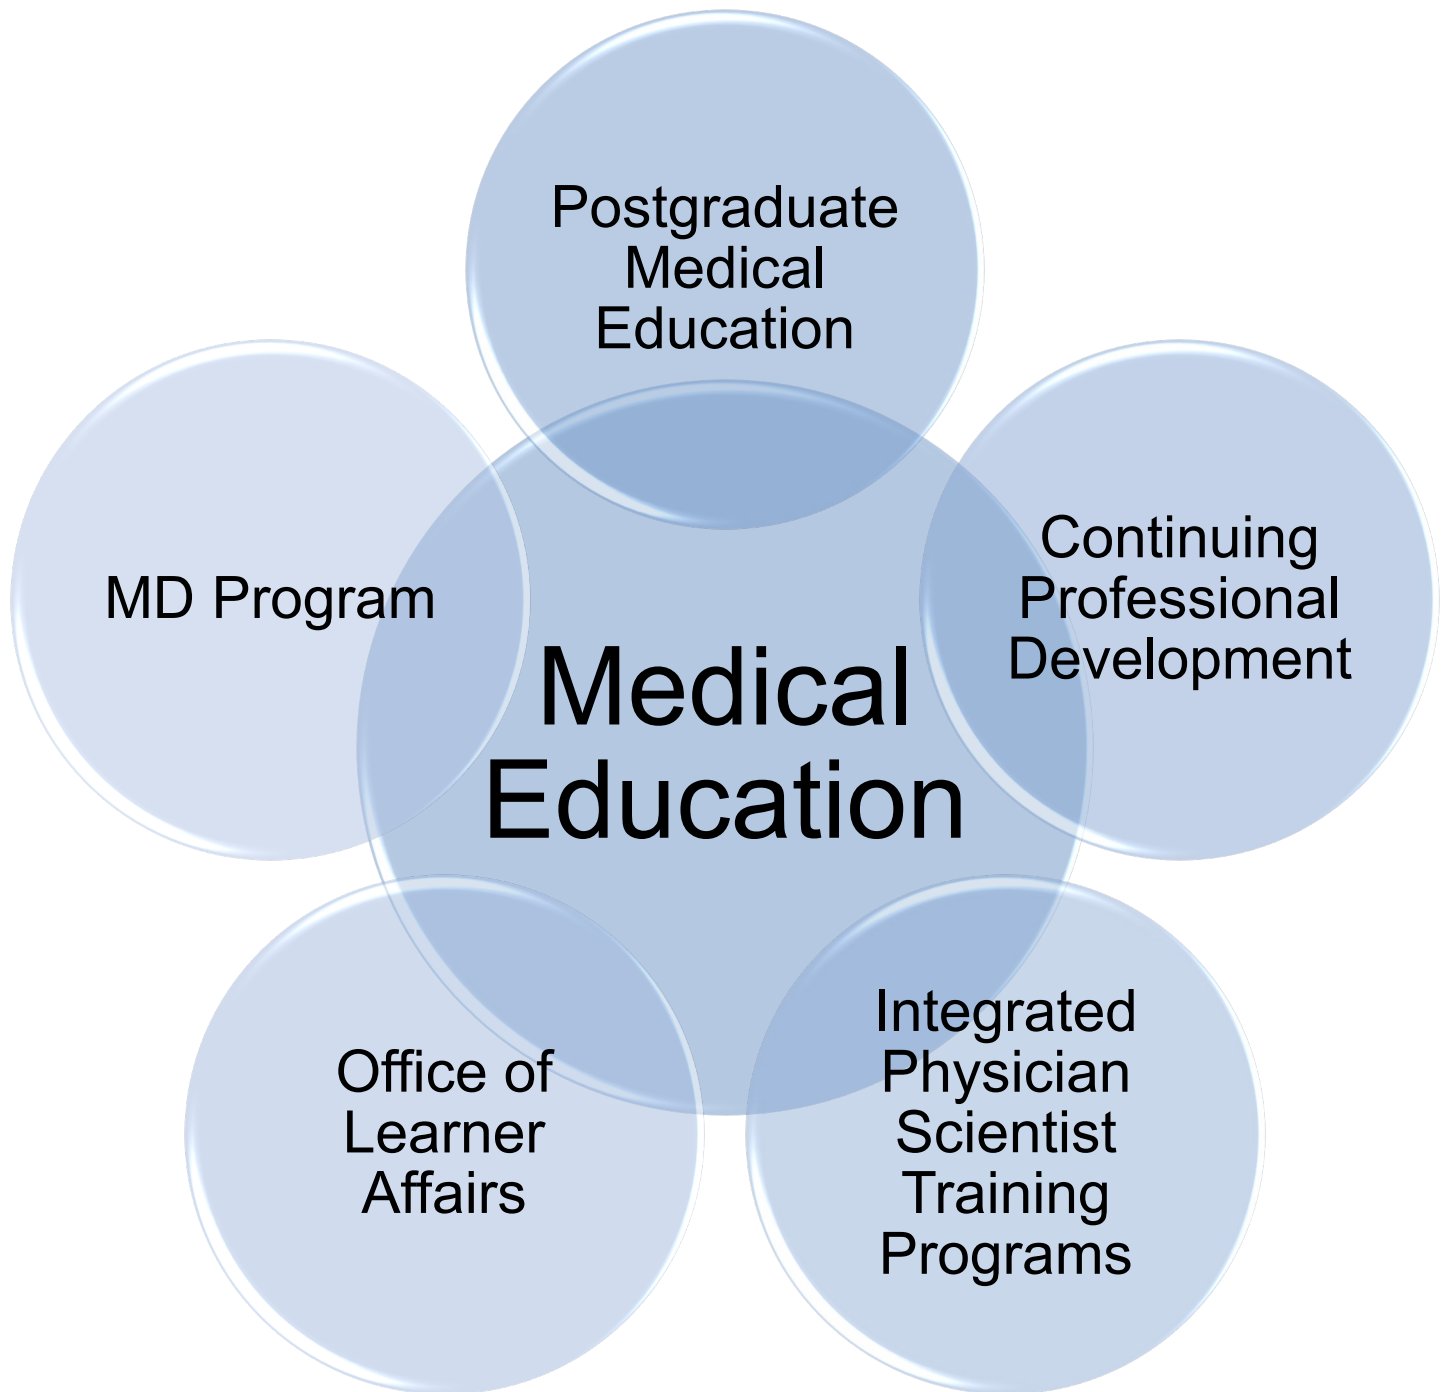 Postgraduate
Medical
Education
MD Program
Continuing
Professional
Development
Medical
Education
Office of
Learner
Affairs
Integrated
Physician
Scientist
Training
Programs